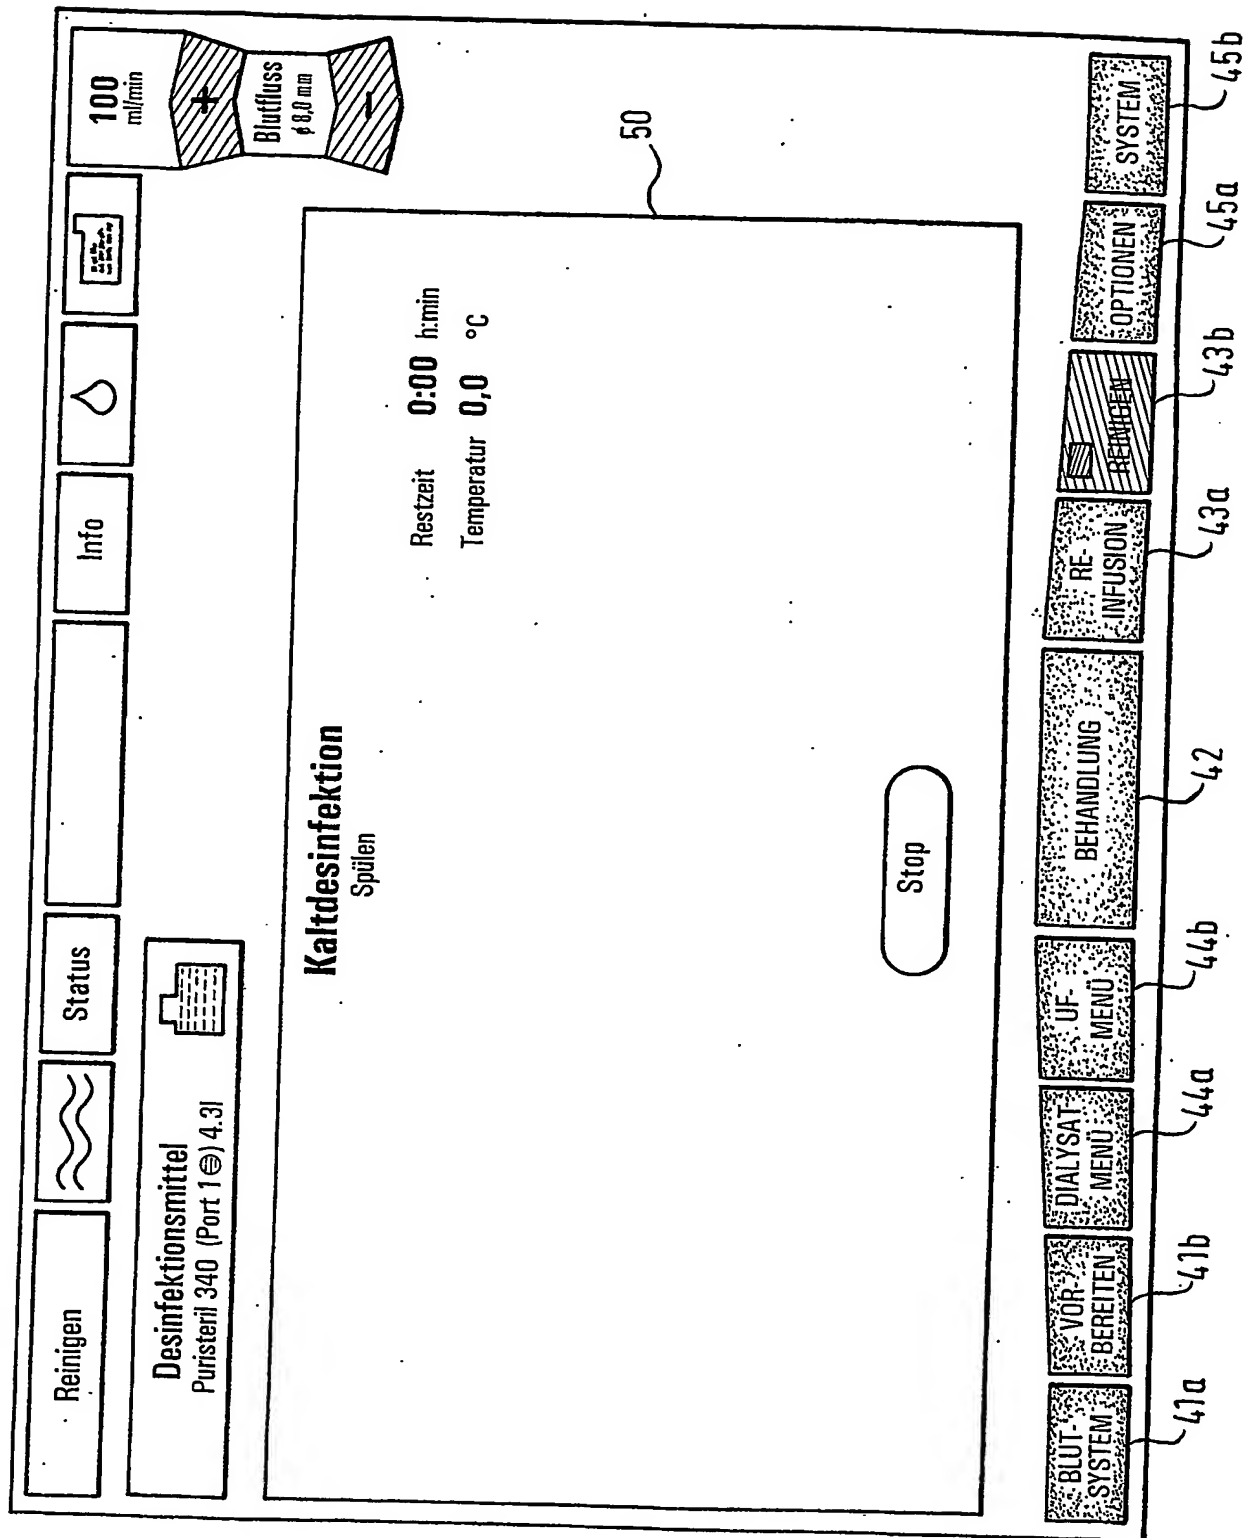 Reinigen
Status
Info
100
ml/min
+
Blutfluss
ϕ 8,0 mm
−
Desinfektionsmittel
Puristeril 340 (Port 1⊜) 4.3l
Kaltdesinfektion
Spülen
Restzeit 0:00 h:min
Temperatur 0,0 °C
Stop
50
BLUT-
SYSTEM
VOR-
BEREITEN
DIALYSAT-
MENÜ
UF-
MENÜ
BEHANDLUNG
RE-
INFUSION
REINIGEN
OPTIONEN
SYSTEM
41a
41b
44a
44b
42
43a
43b
45a
45b